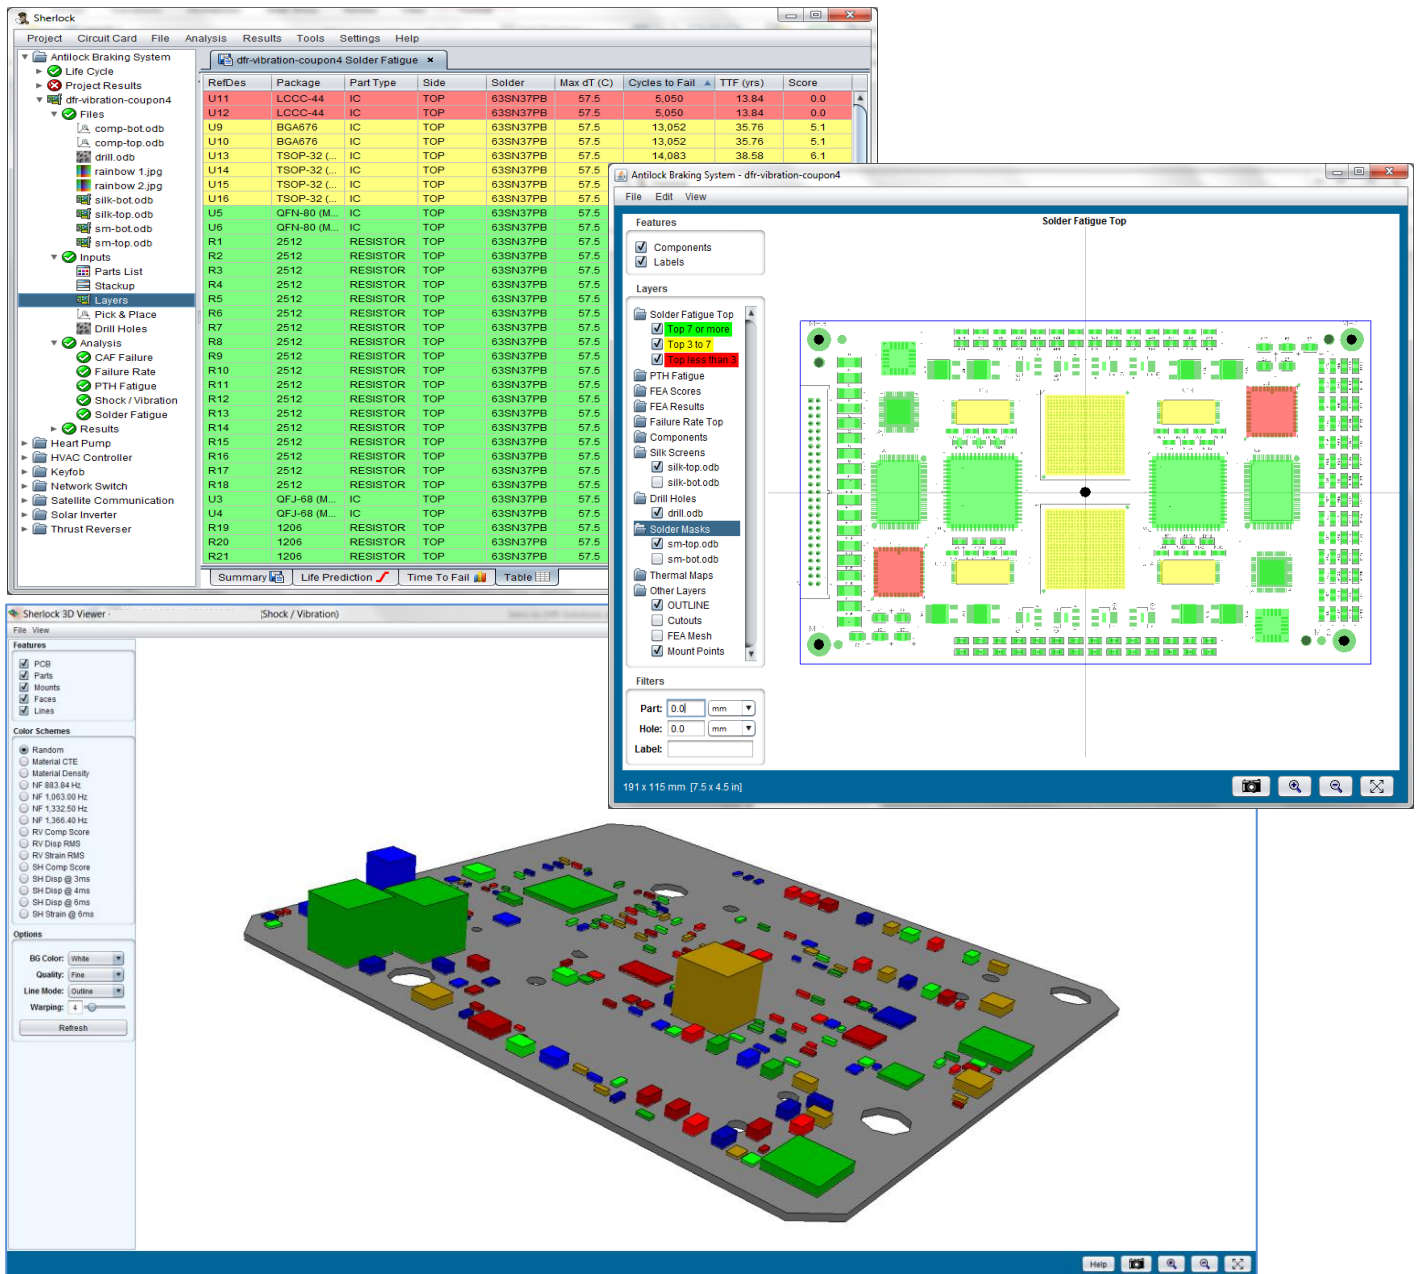 Sherlock
Project Circuit Card File Analysis Results Tools Settings Help
Antilock Braking System
Life Cycle
Project Results
dfr-vibration-coupon4
Files
comp-bot.odb
comp-top.odb
drill.odb
rainbow 1.jpg
rainbow 2.jpg
silk-bot.odb
silk-top.odb
sm-bot.odb
sm-top.odb
Inputs
Parts List
Stackup
Layers
Pick & Place
Drill Holes
Analysis
CAF Failure
Failure Rate
PTH Fatigue
Shock / Vibration
Solder Fatigue
Results
Heart Pump
HVAC Controller
Keyfob
Network Switch
Satellite Communication
Solar Inverter
Thrust Reverser
dfr-vibration-coupon4 Solder Fatigue
RefDes Package Part Type Side Solder Max dT (C) Cycles to Fail TTF (yrs) Score
U11 LCCC-44 IC TOP 63SN37PB 57.5 5,050 13.84 0.0
U12 LCCC-44 IC TOP 63SN37PB 57.5 5,050 13.84 0.0
U9 BGA676 IC TOP 63SN37PB 57.5 13,052 35.76 5.1
U10 BGA676 IC TOP 63SN37PB 57.5 13,052 35.76 5.1
U13 TSOP-32 (... IC TOP 63SN37PB 57.5 14,083 38.58 6.1
U14 TSOP-32 (... IC TOP 63SN37PB 57.5
U15 TSOP-32 (... IC TOP 63SN37PB 57.5
U16 TSOP-32 (... IC TOP 63SN37PB 57.5
U5 QFN-80 (M... IC TOP 63SN37PB 57.5
U6 QFN-80 (M... IC TOP 63SN37PB 57.5
R1 2512 RESISTOR TOP 63SN37PB 57.5
R2 2512 RESISTOR TOP 63SN37PB 57.5
R3 2512 RESISTOR TOP 63SN37PB 57.5
R4 2512 RESISTOR TOP 63SN37PB 57.5
R5 2512 RESISTOR TOP 63SN37PB 57.5
R6 2512 RESISTOR TOP 63SN37PB 57.5
R7 2512 RESISTOR TOP 63SN37PB 57.5
R8 2512 RESISTOR TOP 63SN37PB 57.5
R9 2512 RESISTOR TOP 63SN37PB 57.5
R10 2512 RESISTOR TOP 63SN37PB 57.5
R11 2512 RESISTOR TOP 63SN37PB 57.5
R12 2512 RESISTOR TOP 63SN37PB 57.5
R13 2512 RESISTOR TOP 63SN37PB 57.5
R14 2512 RESISTOR TOP 63SN37PB 57.5
R15 2512 RESISTOR TOP 63SN37PB 57.5
R16 2512 RESISTOR TOP 63SN37PB 57.5
R17 2512 RESISTOR TOP 63SN37PB 57.5
R18 2512 RESISTOR TOP 63SN37PB 57.5
U3 QFJ-68 (M... IC TOP 63SN37PB 57.5
U4 QFJ-68 (M... IC TOP 63SN37PB 57.5
R19 1206 RESISTOR TOP 63SN37PB 57.5
R20 1206 RESISTOR TOP 63SN37PB 57.5
R21 1206 RESISTOR TOP 63SN37PB 57.5
Summary Life Prediction Time To Fail Table
Antilock Braking System - dfr-vibration-coupon4
File Edit View
Features
Components
Labels
Layers
Solder Fatigue Top
Top 7 or more
Top 3 to 7
Top less than 3
PTH Fatigue
FEA Scores
FEA Results
Failure Rate Top
Components
Silk Screens
silk-top.odb
silk-bot.odb
Drill Holes
drill.odb
Solder Masks
sm-top.odb
sm-bot.odb
Thermal Maps
Other Layers
OUTLINE
Cutouts
FEA Mesh
Mount Points
Filters
Part: 0.0 mm
Hole: 0.0 mm
Label:
Solder Fatigue Top
191 x 115 mm [7.5 x 4.5 in]
Sherlock 3D Viewer - (Shock / Vibration)
File View
Features
PCB
Parts
Mounts
Faces
Lines
Color Schemes
Random
Material CTE
Material Density
NF 883.84 Hz
NF 1,063.00 Hz
NF 1,332.50 Hz
NF 1,366.40 Hz
RV Comp Score
RV Disp RMS
RV Strain RMS
SH Comp Score
SH Disp @ 3ms
SH Disp @ 4ms
SH Disp @ 6ms
SH Strain @ 6ms
Options
BG Color: White
Quality: Fine
Line Mode: Outline
Warping: 4
Refresh
Help